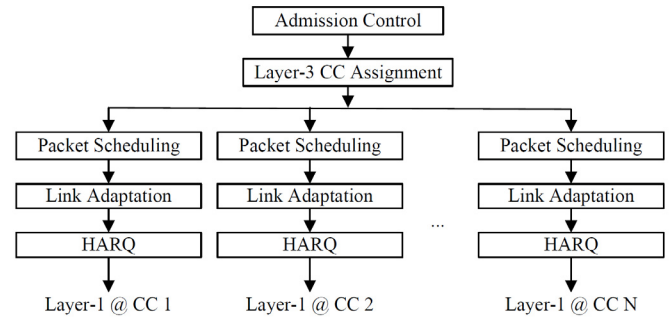 Admission Control
Layer-3 CC Assignment
Packet Scheduling
Packet Scheduling
Packet Scheduling
Link Adaptation
Link Adaptation
Link Adaptation
HARQ
HARQ
...
HARQ
Layer-1 @ CC 1
Layer-1 @ CC 2
Layer-1 @ CC N